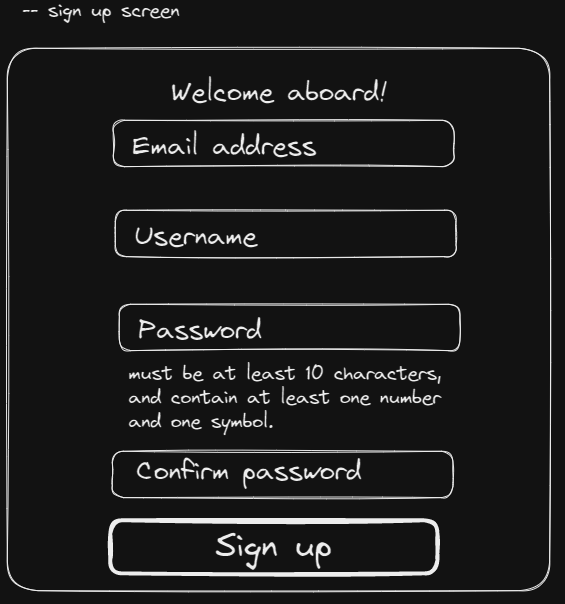 -- sign up screen
Welcome aboard!
Email address
Username
Password
must be at least 10 characters,
and contain at least one number
and one symbol.
Confirm password
Sign up